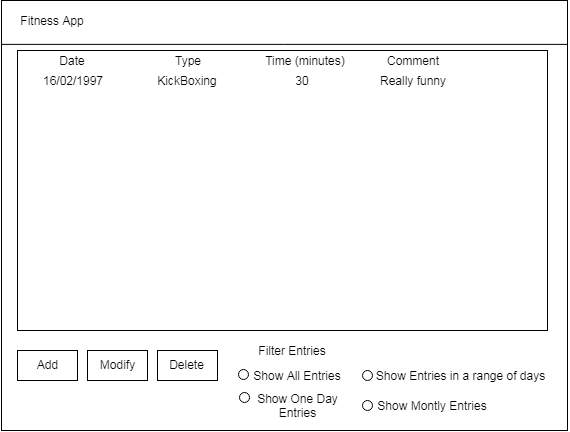 Fitness App
Date Type Time (minutes) Comment
16/02/1997 KickBoxing 30 Really funny
Filter Entries
Add Modify Delete
Show All Entries Show Entries in a range of days
Show One Day
Entries
Show Montly Entries